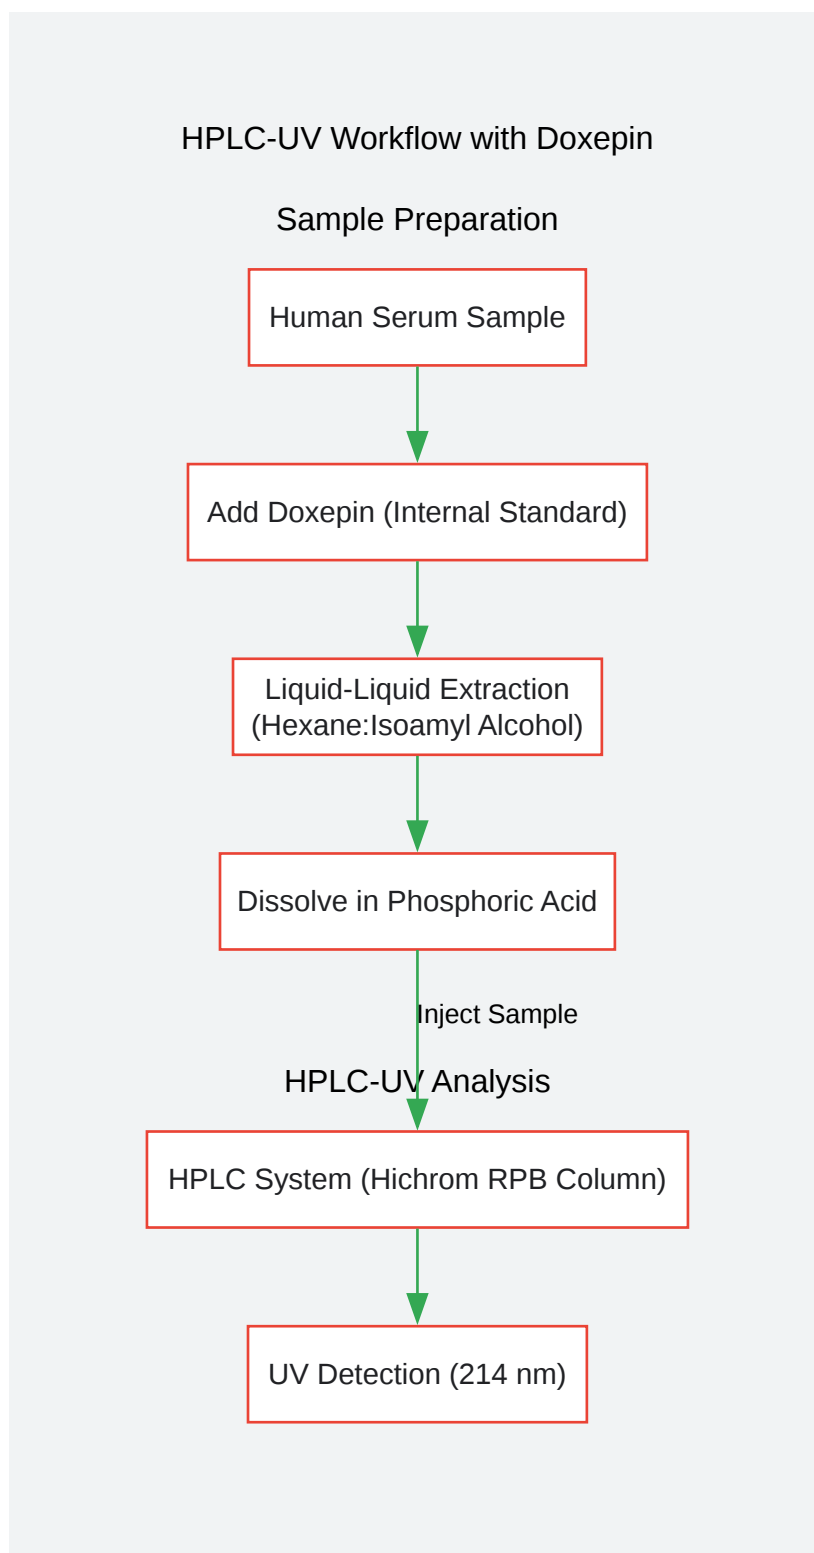 HPLC-UV Workflow with Doxepin
Sample Preparation
Human Serum Sample
Add Doxepin (Internal Standard)
Liquid-Liquid Extraction
(Hexane:Isoamyl Alcohol)
Dissolve in Phosphoric Acid
Inject Sample
HPLC-UV Analysis
HPLC System (Hichrom RPB Column)
UV Detection (214 nm)